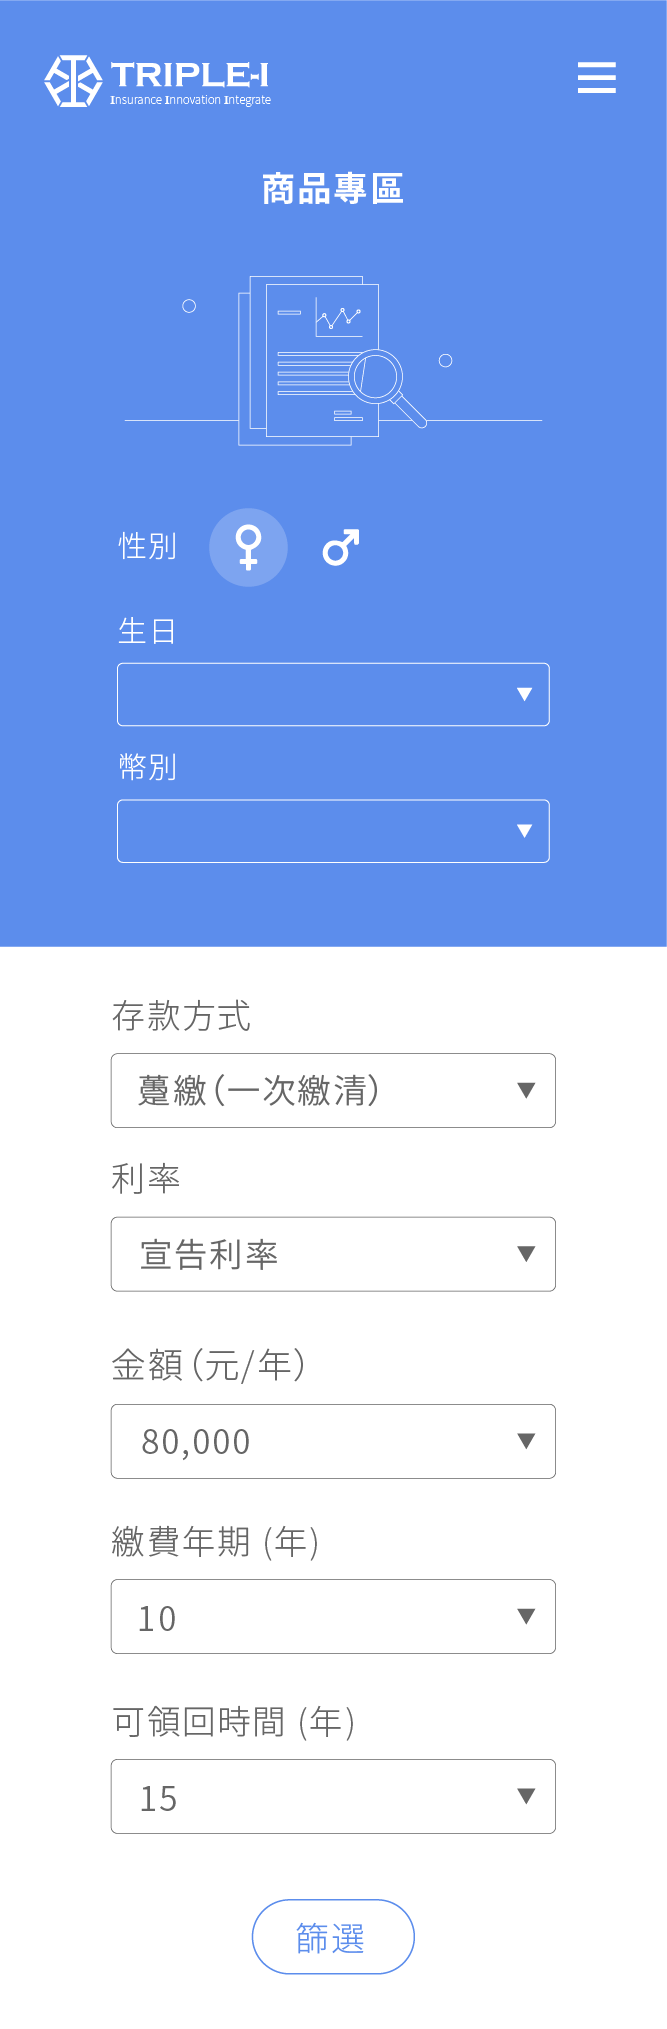 TRIPLE-I
Insurance Innovation Integrate
商品專區
性別
生日
幣別
存款方式
躉繳（一次繳清）
利率
宣告利率
金額（元/年）
80,000
繳費年期 (年)
10
可領回時間 (年)
15
篩選